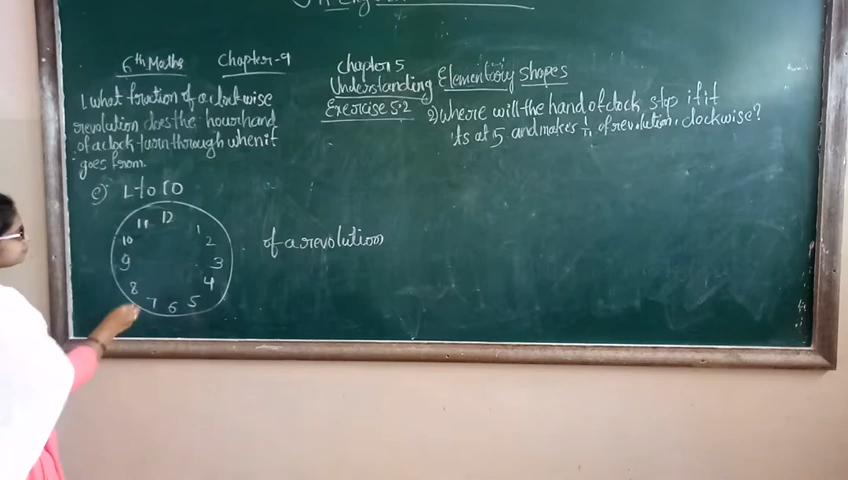 6th Maths Chapter-9
1. What fraction of a clockwise
revolution does the hour hand
of a clock turn through when it
goes from.
Chapter 5
Understanding Elementary Shapes
Exercise 5.2
2) Where will the hand of clock stop if it
at 5 and makes of revolution, clockwise?
e) 1 to 10
12
1
2
3
4
5
6
7
8
9
10
11
of a revolution